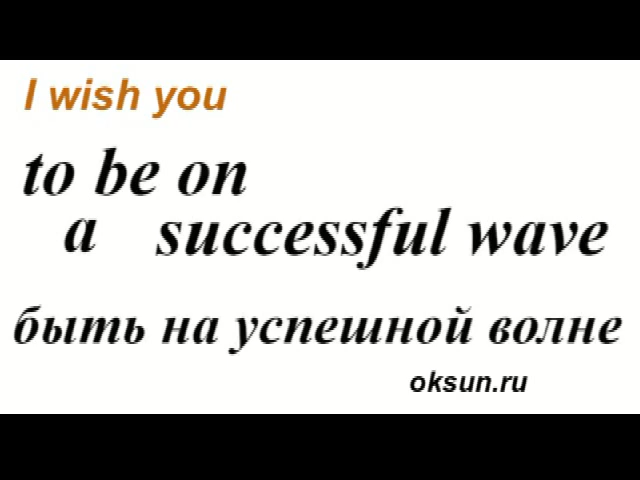 I wish you
to be on
a successful wave
быть на успешной волне
oksun.ru